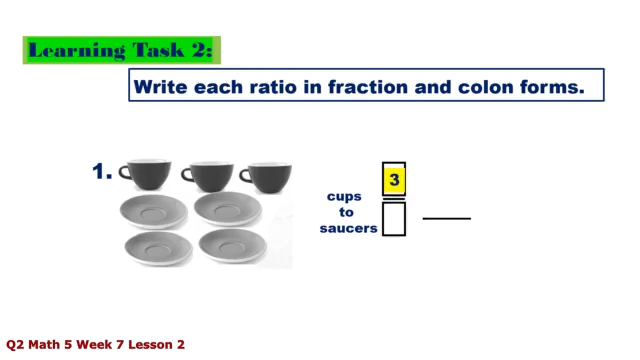 Learning Task 2:
Write each ratio in fraction and colon forms.
1.
3
cups
to
saucers
Q2 Math 5 Week 7 Lesson 2